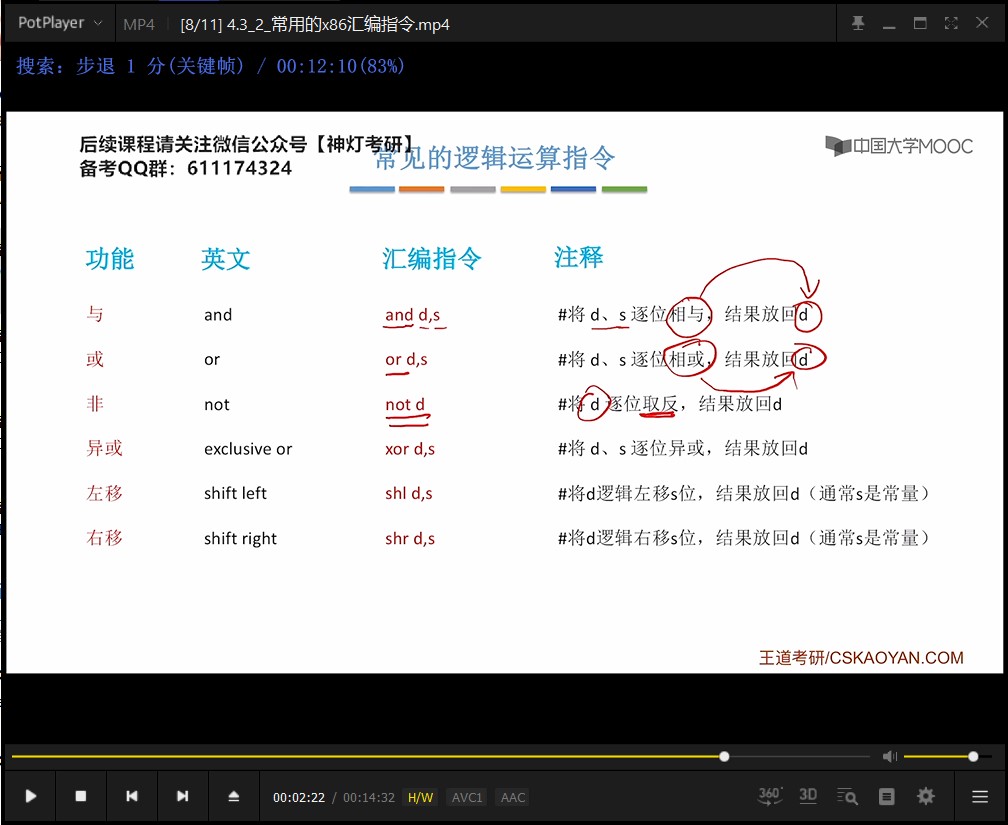 PotPlayer MP4 [8/11] 4.3_2_常用的x86汇编指令.mp4
搜索: 步退 1 分(关键帧) / 00:12:10(83%)
后续课程请关注微信公众号【神灯考研】
备考QQ群：611174324
常见的逻辑运算指令
中国大学MOOC
功能 英文 汇编指令 注释
与 and and d,s #将 d、s 逐位相与，结果放回d
或 or or d,s #将 d、s 逐位相或，结果放回d
非 not not d #将 d 逐位取反，结果放回d
异或 exclusive or xor d,s #将 d、s 逐位异或，结果放回d
左移 shift left shl d,s #将d逻辑左移s位，结果放回d（通常s是常量）
右移 shift right shr d,s #将d逻辑右移s位，结果放回d（通常s是常量）
王道考研/CSKAOYAN.COM
00:02:22 / 00:14:32 H/W AVC1 AAC 360° 3D